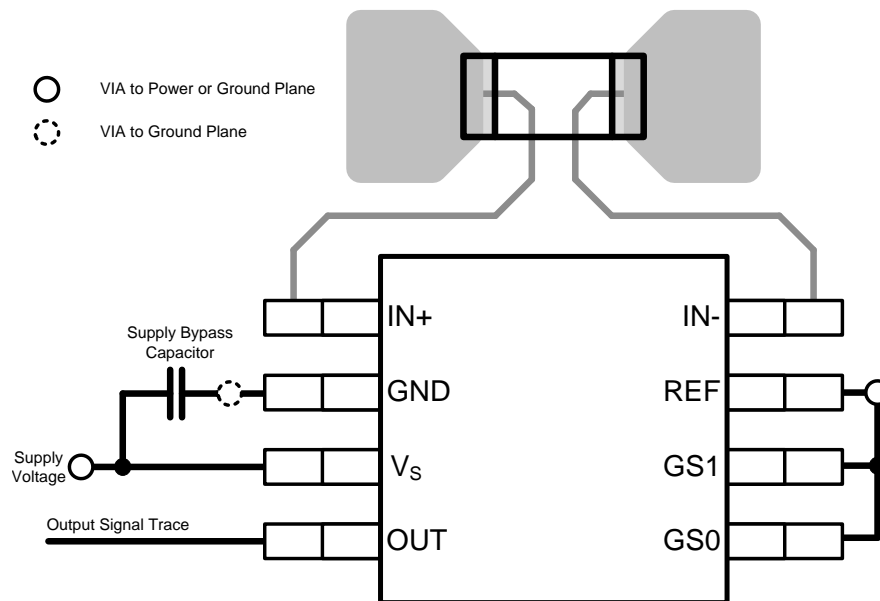 VIA to Power or Ground Plane
VIA to Ground Plane
IN+
IN-
Supply Bypass
Capacitor
GND
REF
Supply
Voltage
VS
GS1
Output Signal Trace
OUT
GS0